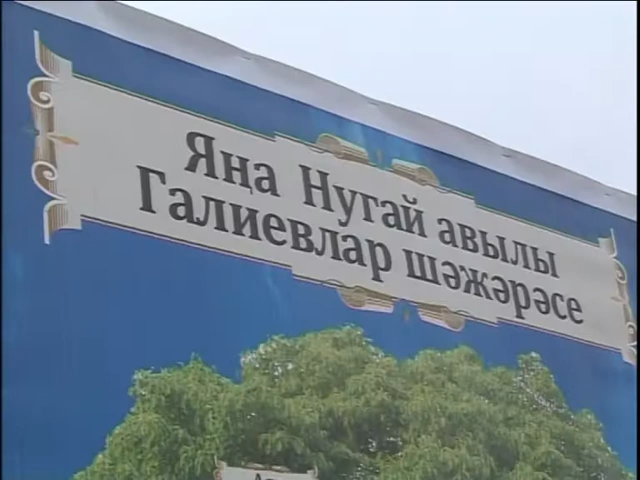 Яңа Нугай авылы
Галиевлар шәҗәрәсе